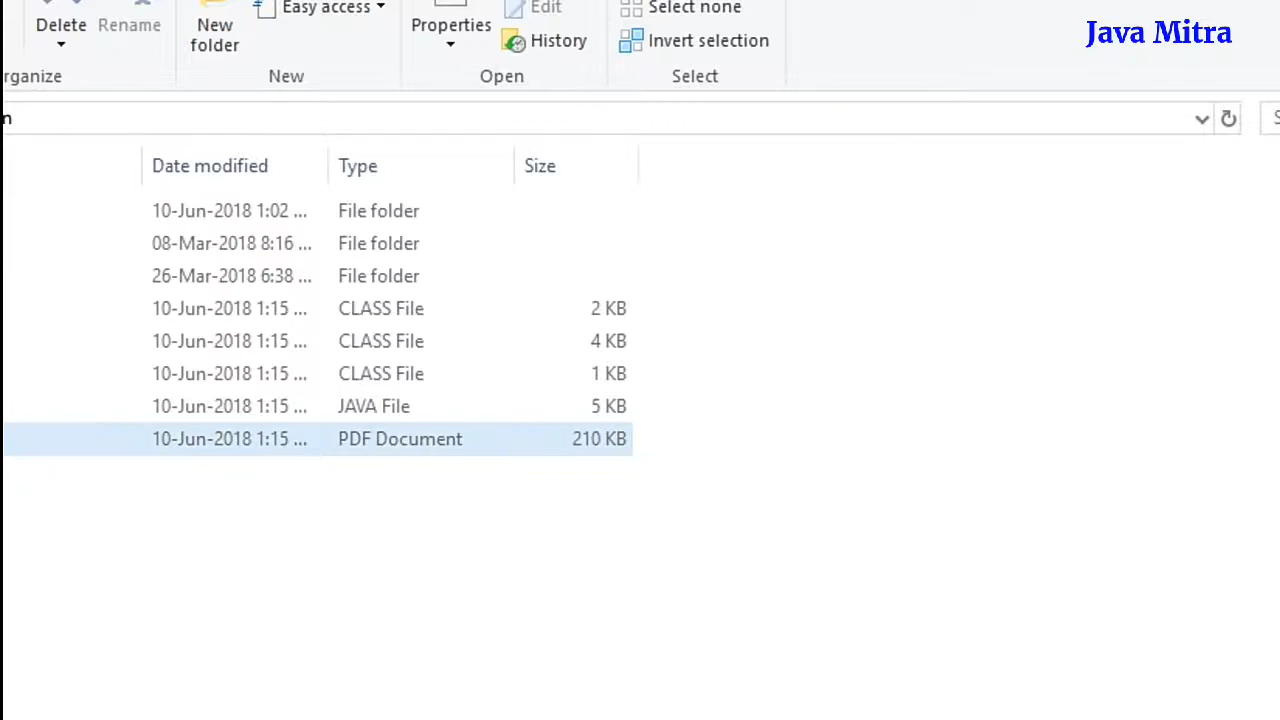 Easy access
Edit
Select none
Delete
Rename
New
folder
Properties
History
Invert selection
Java Mitra
rganize
New
Open
Select
n
Date modified
Type
Size
10-Jun-2018 1:02 ...
File folder
08-Mar-2018 8:16 ...
File folder
26-Mar-2018 6:38 ...
File folder
10-Jun-2018 1:15 ...
CLASS File
2 KB
10-Jun-2018 1:15 ...
CLASS File
4 KB
10-Jun-2018 1:15 ...
CLASS File
1 KB
10-Jun-2018 1:15 ...
JAVA File
5 KB
10-Jun-2018 1:15 ...
PDF Document
210 KB